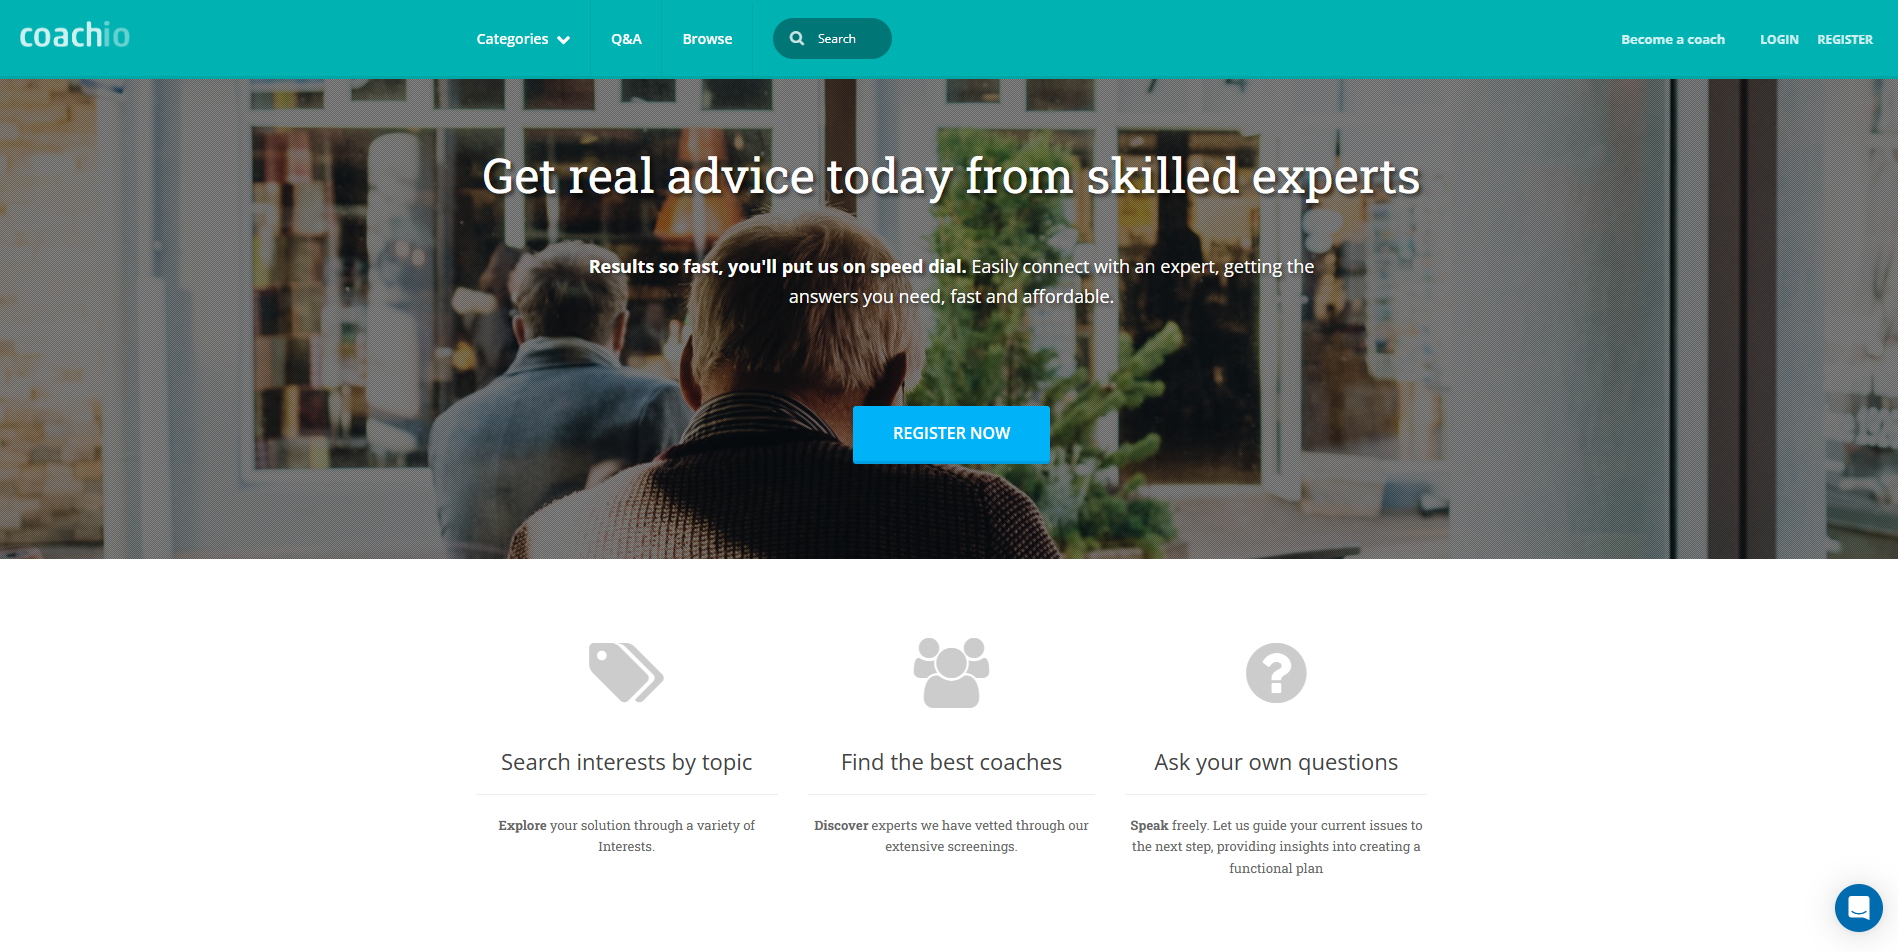 coachio
Categories
Q&A
Browse
Search
Become a coach
LOGIN
REGISTER
Get real advice today from skilled experts
Results so fast, you'll put us on speed dial. Easily connect with an expert, getting the
answers you need, fast and affordable.
REGISTER NOW
Search interests by topic
Explore your solution through a variety of
Interests.
Find the best coaches
Discover experts we have vetted through our
extensive screenings.
Ask your own questions
Speak freely. Let us guide your current issues to
the next step, providing insights into creating a
functional plan